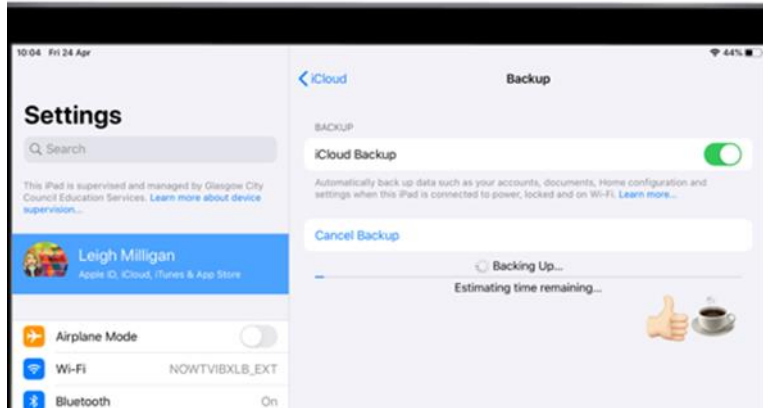 10:04 Fri 24 Apr
44%
Settings
Search
This iPad is supervised and managed by Glasgow City
Council Education Services. Learn more about device
supervision...
Leigh Milligan
Apple ID, iCloud, iTunes & App Store
Airplane Mode
Wi-Fi NOWTVIBXLB_EXT
Bluetooth On
iCloud
Backup
BACKUP
iCloud Backup
Automatically back up data such as your accounts, documents, Home configuration and
settings when this iPad is connected to power, locked and on Wi-Fi. Learn more...
Cancel Backup
Backing Up...
Estimating time remaining...